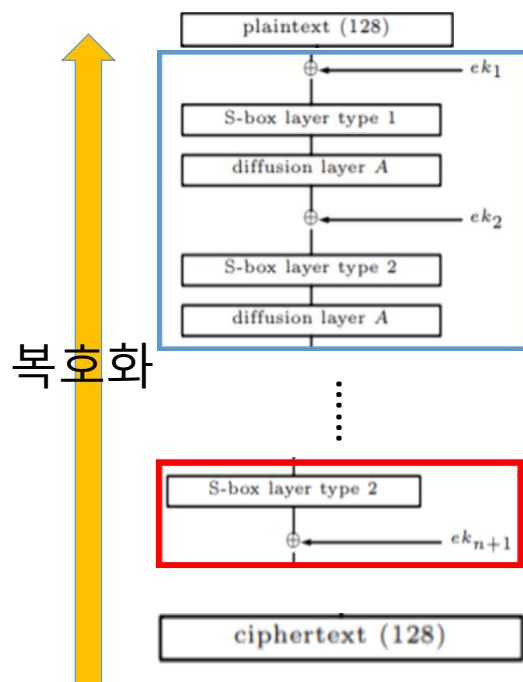 plaintext (128)
ek₁
S-box layer type 1
diffusion layer A
ek₂
S-box layer type 2
diffusion layer A
복호화
S-box layer type 2
ekₙ₊₁
ciphertext (128)